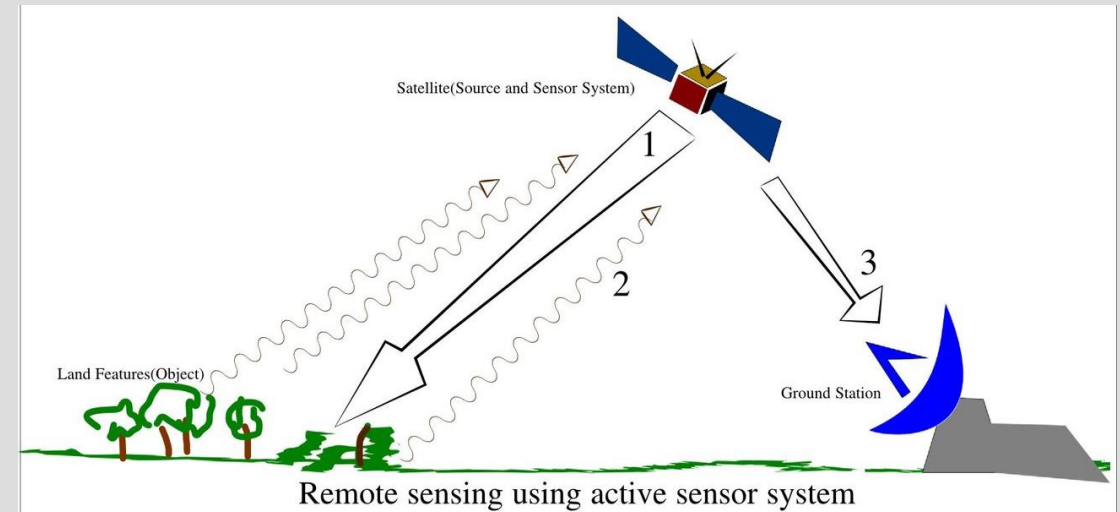 Satellite(Source and Sensor System)
1
2
3
Land Features(Object)
Ground Station
Remote sensing using active sensor system